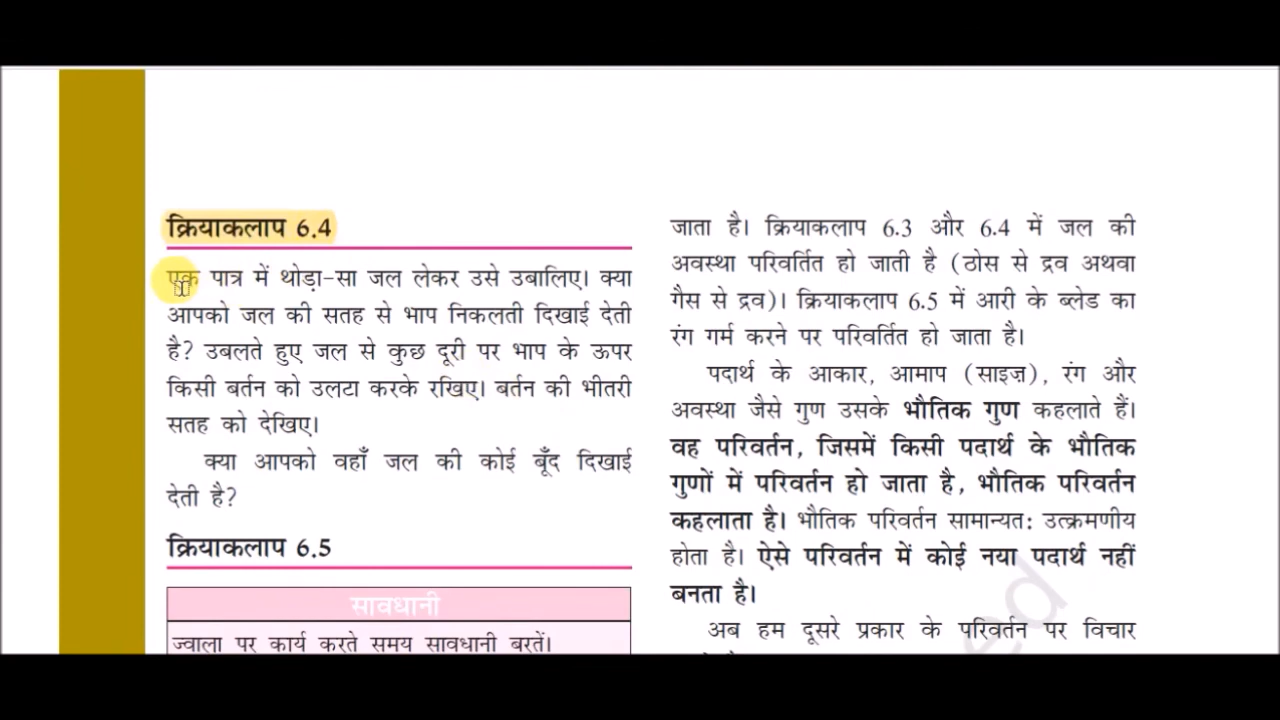 क्रियाकलाप 6.4
एक पात्र में थोड़ा-सा जल लेकर उसे उबालिए। क्या
आपको जल की सतह से भाप निकलती दिखाई देती
है? उबलते हुए जल से कुछ दूरी पर भाप के ऊपर
किसी बर्तन को उलटा करके रखिए। बर्तन की भीतरी
सतह को देखिए।
क्या आपको वहाँ जल की कोई बूँद दिखाई
देती है?
क्रियाकलाप 6.5
सावधानी
ज्वाला पर कार्य करते समय सावधानी बरतें।
जाता है। क्रियाकलाप 6.3 और 6.4 में जल की
अवस्था परिवर्तित हो जाती है (ठोस से द्रव अथवा
गैस से द्रव)। क्रियाकलाप 6.5 में आरी के ब्लेड का
रंग गर्म करने पर परिवर्तित हो जाता है।
पदार्थ के आकार, आमाप (साइज़), रंग और
अवस्था जैसे गुण उसके भौतिक गुण कहलाते हैं।
वह परिवर्तन, जिसमें किसी पदार्थ के भौतिक
गुणों में परिवर्तन हो जाता है, भौतिक परिवर्तन
कहलाता है। भौतिक परिवर्तन सामान्यत: उत्क्रमणीय
होता है। ऐसे परिवर्तन में कोई नया पदार्थ नहीं
बनता है।
अब हम दूसरे प्रकार के परिवर्तन पर विचार